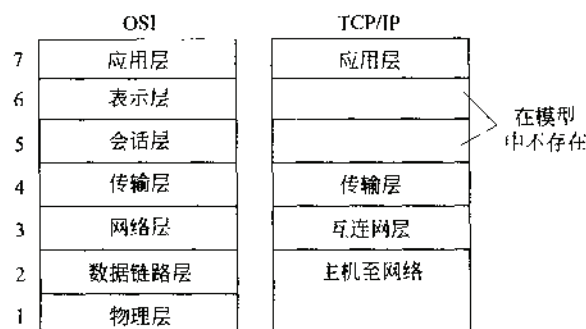 OSI TCP/IP
7 应用层 应用层
6 表示层
在模型
中不存在
5 会话层
4 传输层 传输层
3 网络层 互连网层
2 数据链路层 主机至网络
1 物理层